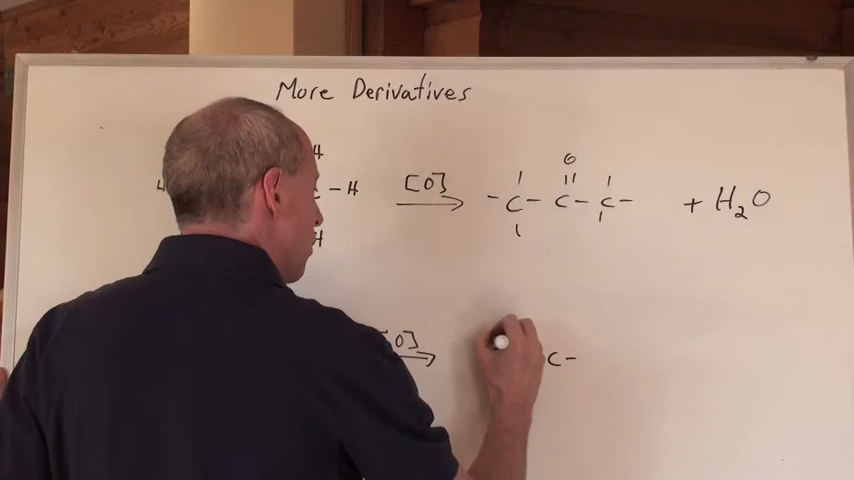 More Derivatives
H
H C - H [O] - C - C - C - + H2O
O
H
[O] C -